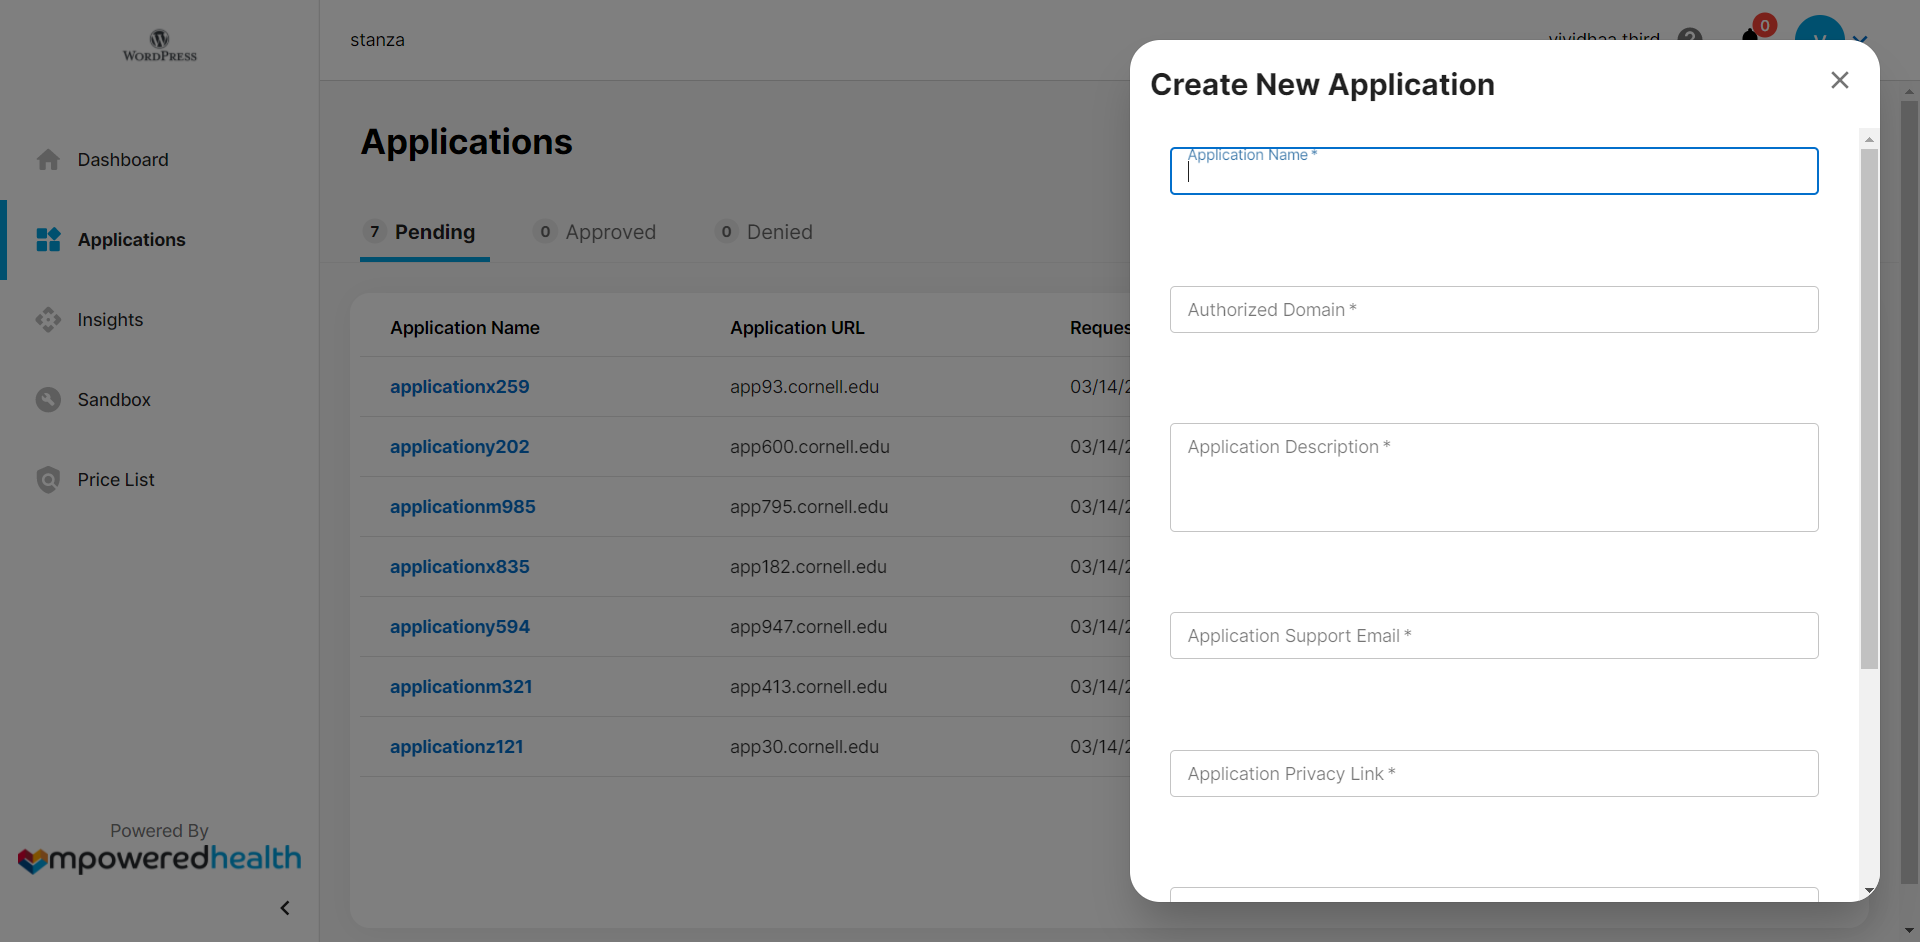 WORDPRESS
stanza
vividhaa third
?
0
V
Dashboard
Applications
Insights
Sandbox
Price List
Powered By
mpoweredhealth
Applications
7 Pending
0 Approved
0 Denied
Application Name Application URL Reques
applicationx259 app93.cornell.edu 03/14/2
applicationy202 app600.cornell.edu 03/14/2
applicationm985 app795.cornell.edu 03/14/2
applicationx835 app182.cornell.edu 03/14/2
applicationy594 app947.cornell.edu 03/14/2
applicationm321 app413.cornell.edu 03/14/2
applicationz121 app30.cornell.edu 03/14/2
Create New Application
Application Name *
Authorized Domain *
Application Description *
Application Support Email *
Application Privacy Link *